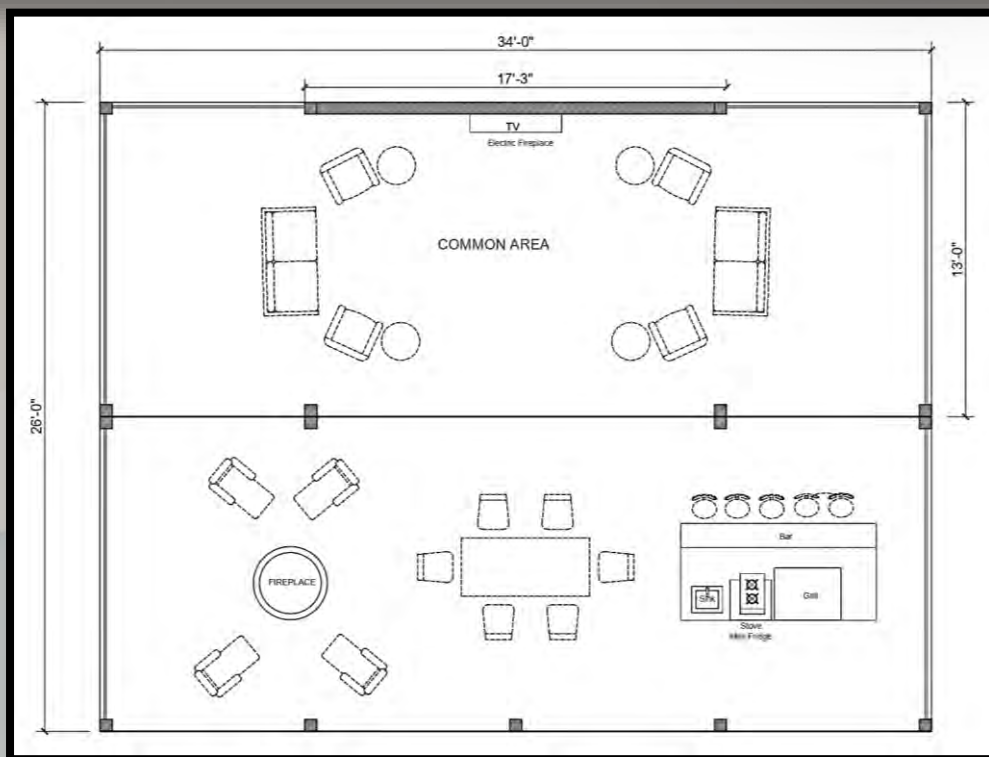 34'-0"
17'-3"
TV
Electric Fireplace
COMMON AREA
13'-0"
26'-0"
Bar
FIREPLACE
Sink
Grill
Stove
Mini Fridge